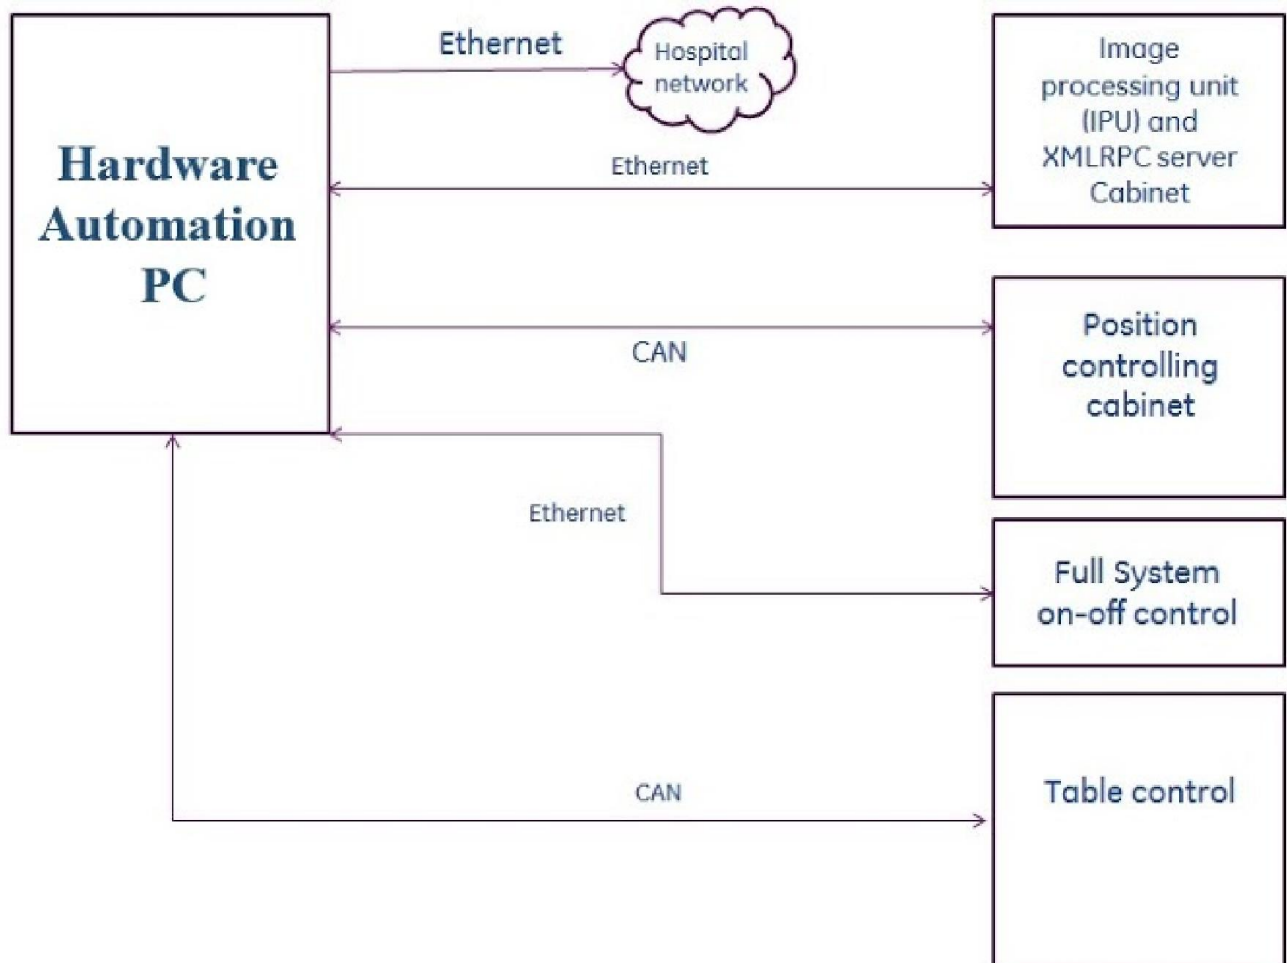 Hardware
Automation
PC
Ethernet
Hospital
network
Ethernet
Image
processing unit
(IPU) and
XMLRPC server
Cabinet
CAN
Position
controlling
cabinet
Ethernet
Full System
on-off control
CAN
Table control